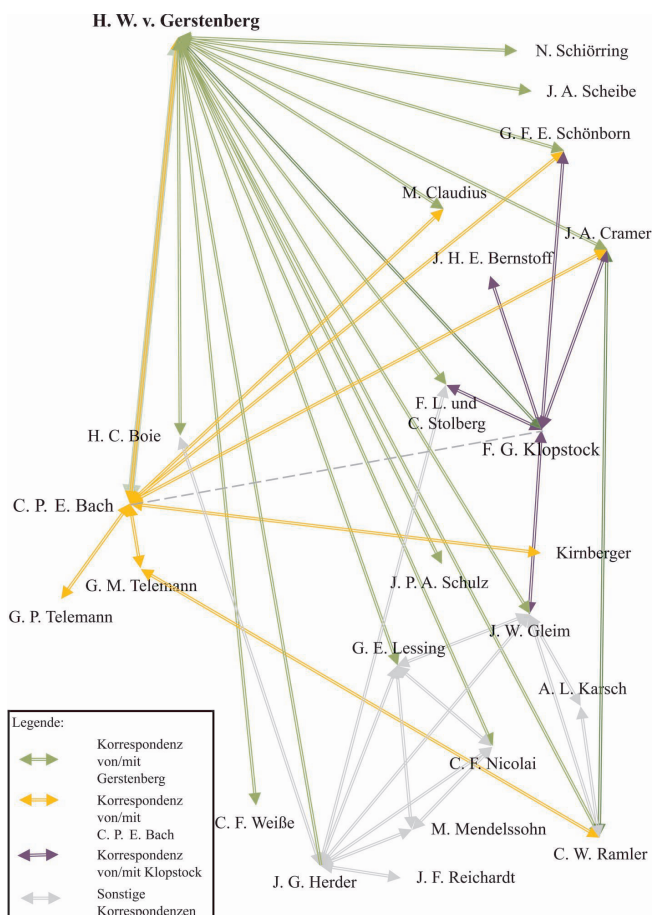 H. W. v. Gerstenberg
N. Schiörring
J. A. Scheibe
G. F. E. Schönborn
M. Claudius
J. A. Cramer
J. H. E. Bernstoff
F. L. und
C. Stolberg
H. C. Boie
F. G. Klopstock
C. P. E. Bach
Kirnberger
G. M. Telemann
J. P. A. Schulz
G. P. Telemann
J. W. Gleim
G. E. Lessing
A. L. Karsch
C. F. Nicolai
C. F. Weiße
M. Mendelssohn
C. W. Ramler
J. G. Herder
J. F. Reichardt
Legende:
Korrespondenz
von/mit
Gerstenberg
Korrespondenz
von/mit
C. P. E. Bach
Korrespondenz
von/mit Klopstock
Sonstige
Korrespondenzen